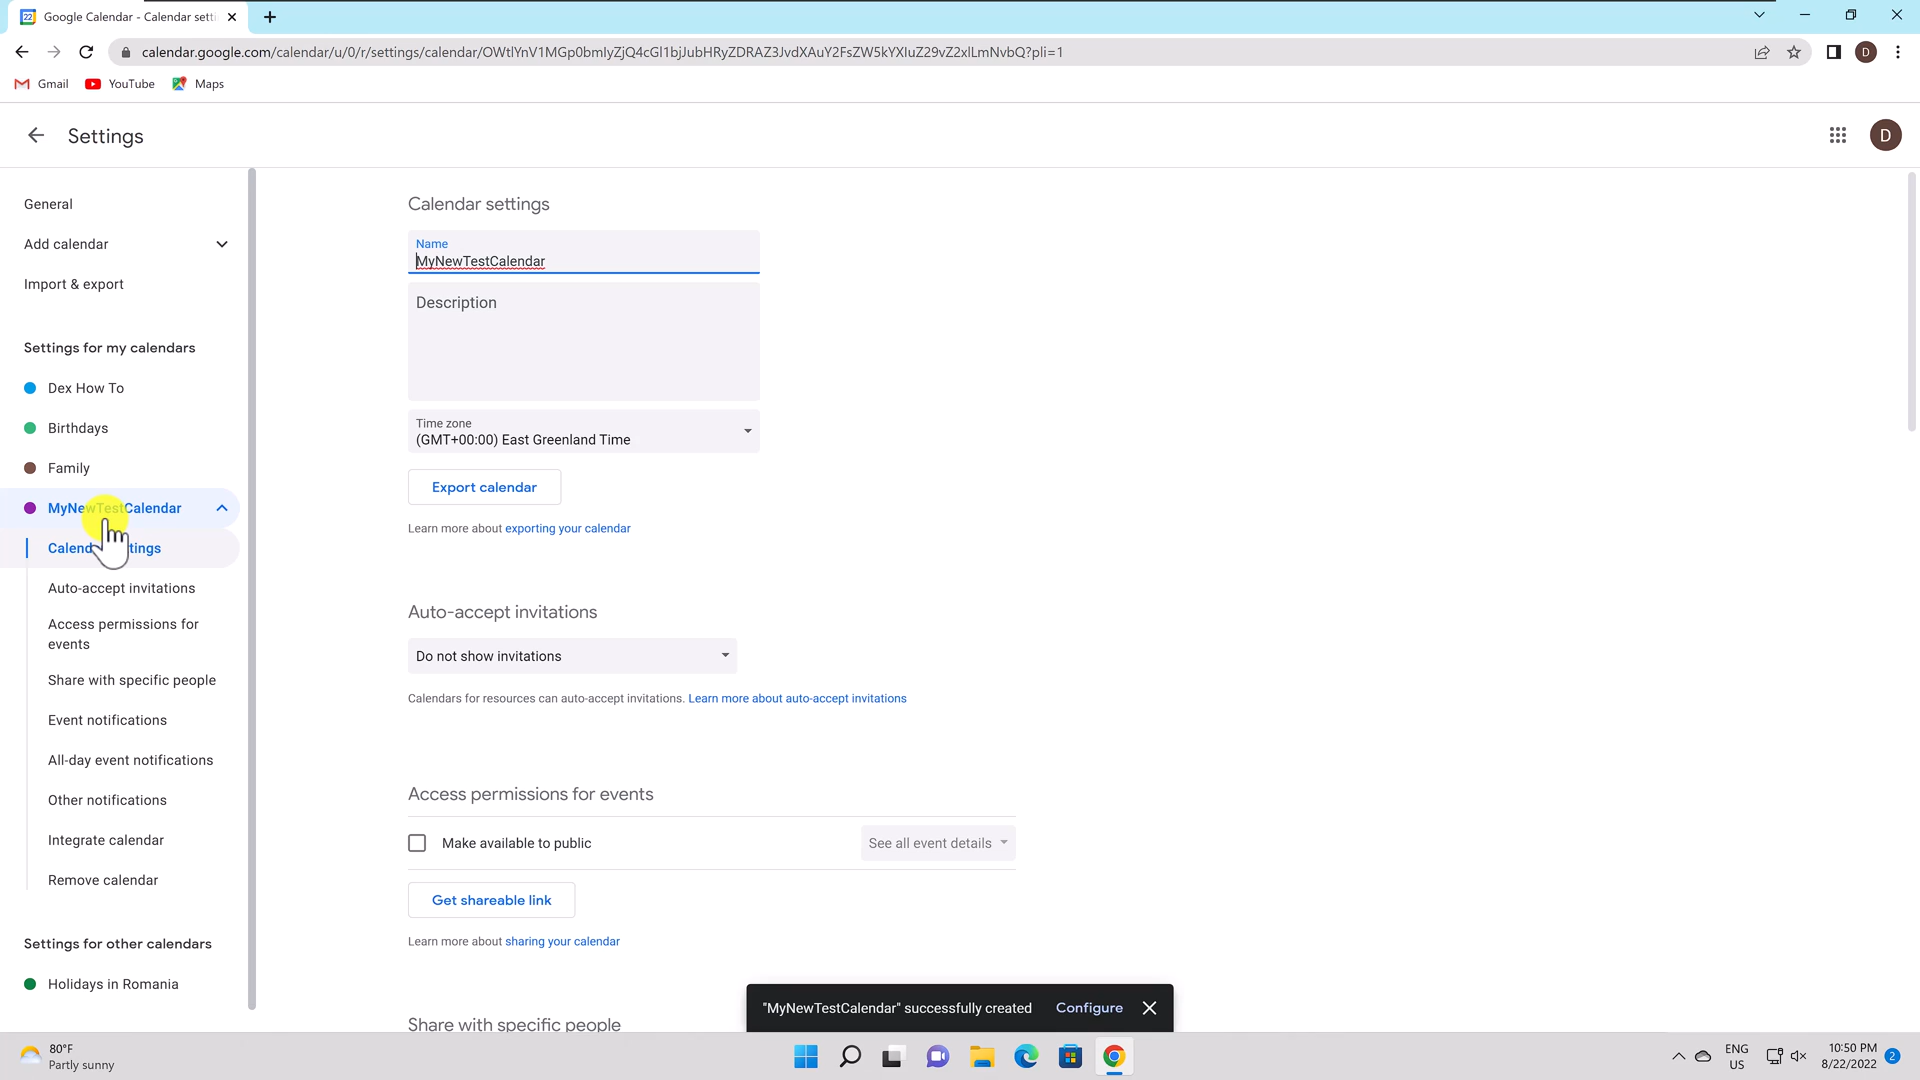 Google Calendar - Calendar setti
calendar.google.com/calendar/u/0/r/settings/calendar/OWtlYnV1MGp0bmIyZjQ4cGl1bjJubHRyZDRAZ3JvdXAuY2FsZW5kYXIuZ29vZ2xlLmNvbQ?pli=1
D
Gmail YouTube Maps
Settings
D
General
Add calendar
Import & export
Settings for my calendars
Dex How To
Birthdays
Family
MyNewTestCalendar
Auto-accept invitations
Access permissions for
events
Share with specific people
Event notifications
All-day event notifications
Other notifications
Integrate calendar
Remove calendar
Settings for other calendars
Holidays in Romania
Calendar settings
Name
MyNewTestCalendar
Description
Time zone
(GMT+00:00) East Greenland Time
Export calendar
Learn more about exporting your calendar
Auto-accept invitations
Do not show invitations
Calendars for resources can auto-accept invitations. Learn more about auto-accept invitations
Access permissions for events
Make available to public See all event details
Get shareable link
Learn more about sharing your calendar
Share with specific people
"MyNewTestCalendar" successfully created Configure
80°F
Partly sunny
ENG
US
10:50 PM
8/22/2022
2